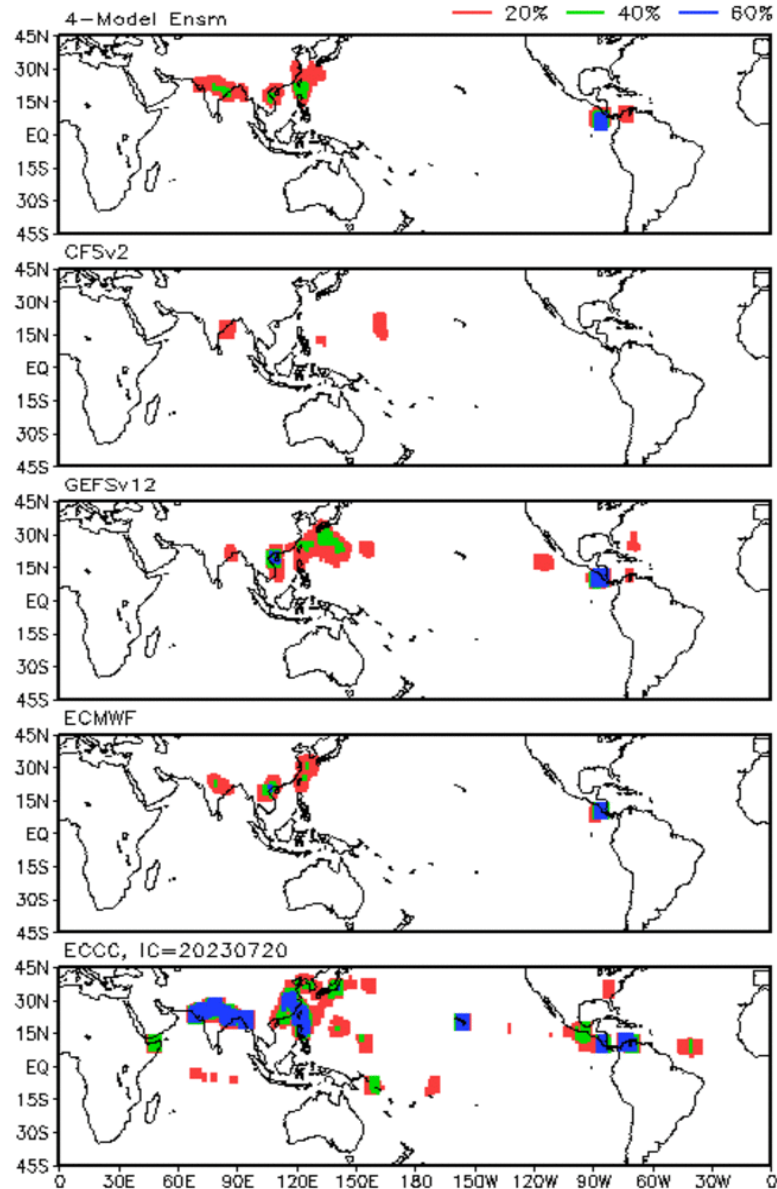 4-Model Ensm 20% 40% 60%
45N
30N
15N
EQ
15S
30S
45S
CFSv2
45N
30N
15N
EQ
15S
30S
45S
GEFSv12
45N
30N
15N
EQ
15S
30S
45S
ECMWF
45N
30N
15N
EQ
15S
30S
45S
ECCC, IC=20230720
45N
30N
15N
EQ
15S
30S
45S
0 30E 60E 90E 120E 150E 180 150W 120W 90W 60W 30W 0